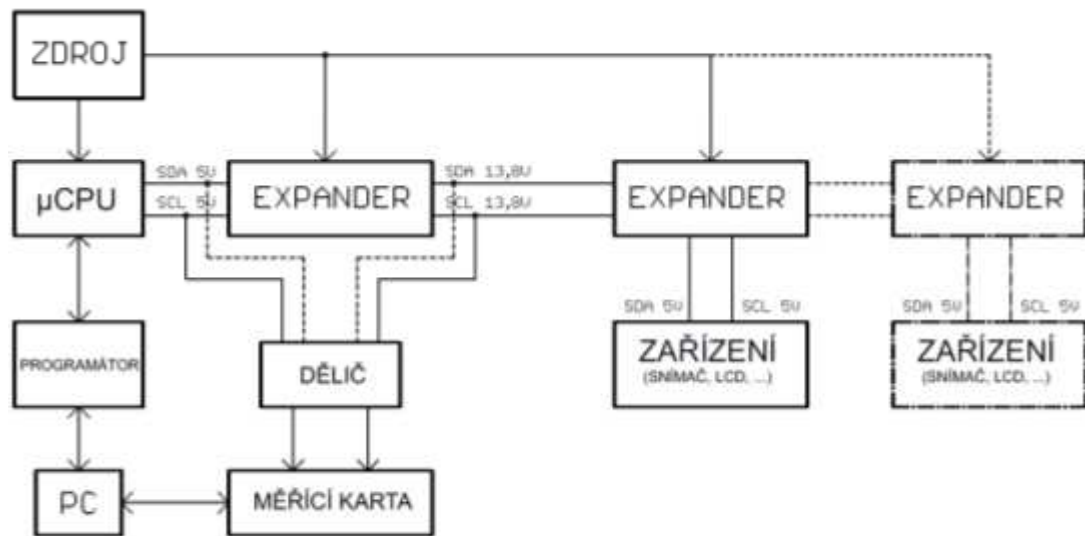 ZDROJ
SDA 5V
SDA 13,8V
µCPU
EXPANDER
EXPANDER
EXPANDER
SCL 5V
SCL 13,8V
SDA 5V
SCL 5V
SDA 5V
SCL 5V
PROGRAMÁTOR
DĚLIČ
ZAŘÍZENÍ
(SNÍMAČ, LCD, ...)
ZAŘÍZENÍ
(SNÍMAČ, LCD, ...)
PC
MĚŘÍCÍ KARTA